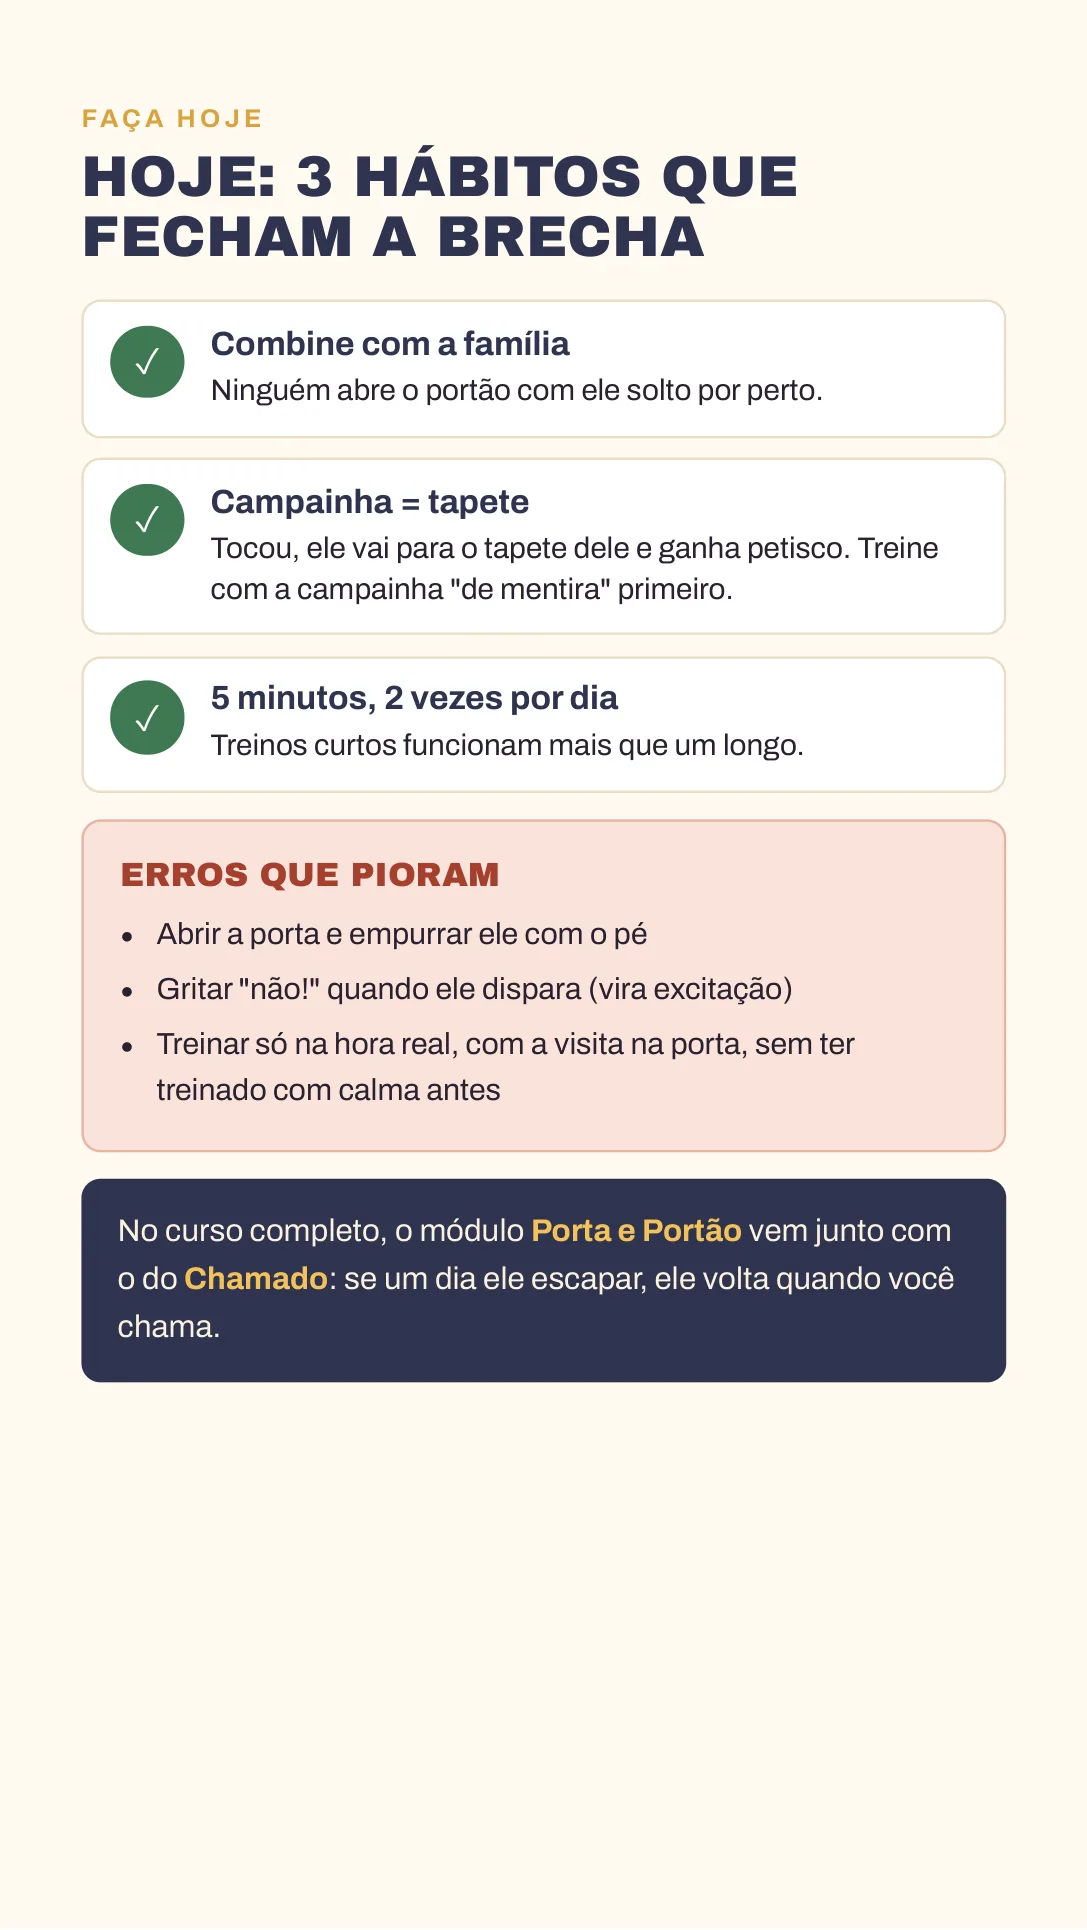 FAÇA HOJE
HOJE: 3 HÁBITOS QUE
FECHAM A BRECHA
✓ Combine com a família
Ninguém abre o portão com ele solto por perto.
✓ Campainha = tapete
Tocou, ele vai para o tapete dele e ganha petisco. Treine
com a campainha "de mentira" primeiro.
✓ 5 minutos, 2 vezes por dia
Treinos curtos funcionam mais que um longo.
ERROS QUE PIORAM
• Abrir a porta e empurrar ele com o pé
• Gritar "não!" quando ele dispara (vira excitação)
• Treinar só na hora real, com a visita na porta, sem ter
treinado com calma antes
No curso completo, o módulo Porta e Portão vem junto com
o do Chamado: se um dia ele escapar, ele volta quando você
chama.